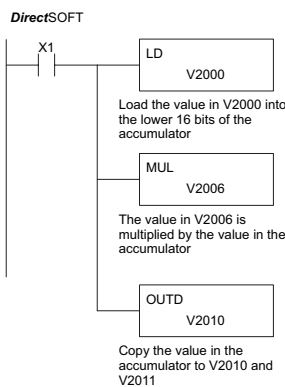 DirectSOFT
X1
LD
V2000
Load the value in V2000 into
the lower 16 bits of the
accumulator
MUL
V2006
The value in V2006 is
multiplied by the value in the
accumulator
OUTD
V2010
Copy the value in the
accumulator to V2010 and
V2011